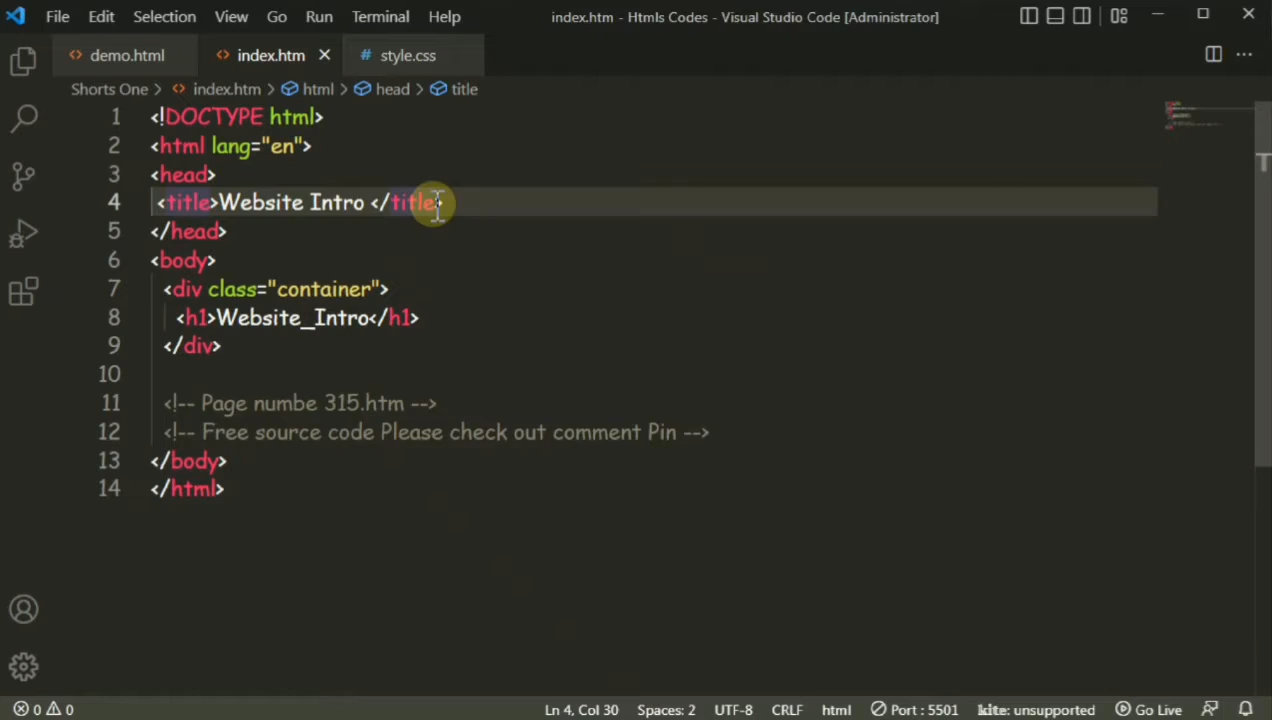 File Edit Selection View Go Run Terminal Help index.htm - Htmls Codes - Visual Studio Code [Administrator]
<> demo.html <> index.htm × # style.css
Shorts One > <> index.htm > html > head > title
1 <!DOCTYPE html>
2 <html lang="en">
3 <head>
4 <title>Website Intro </title>
5 </head>
6 <body>
7 <div class="container">
8 <h1>Website_Intro</h1>
9 </div>
10
11 <!-- Page numbe 315.htm -->
12 <!-- Free source code Please check out comment Pin -->
13 </body>
14 </html>
0 0 Ln 4, Col 30 Spaces: 2 UTF-8 CRLF html Port : 5501 kite: unsupported Go Live